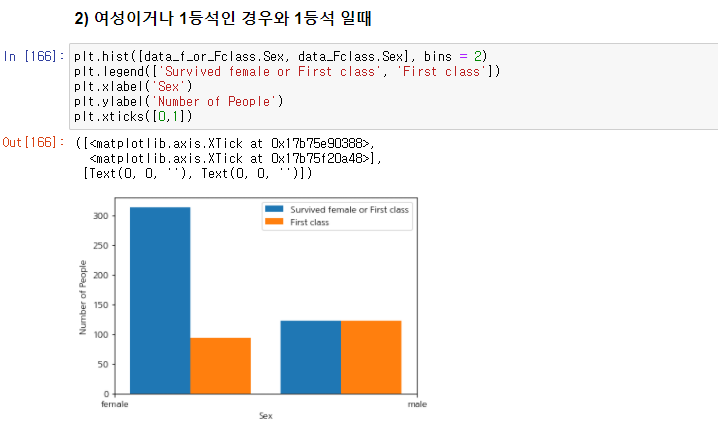 2) 여성이거나 1등석인 경우와 1등석 일때
In [166]: plt.hist([data_f_or_Fclass.Sex, data_Fclass.Sex], bins = 2)
plt.legend(['Survived female or First class', 'First class'])
plt.xlabel('Sex')
plt.ylabel('Number of People')
plt.xticks([0,1])
Out[166]: ([<matplotlib.axis.XTick at 0x17b75e90388>,
<matplotlib.axis.XTick at 0x17b75f20a48>],
[Text(0, 0, ''), Text(0, 0, '')])
Survived female or First class
First class
300
250
200
150
100
50
0
Number of People
female
male
Sex